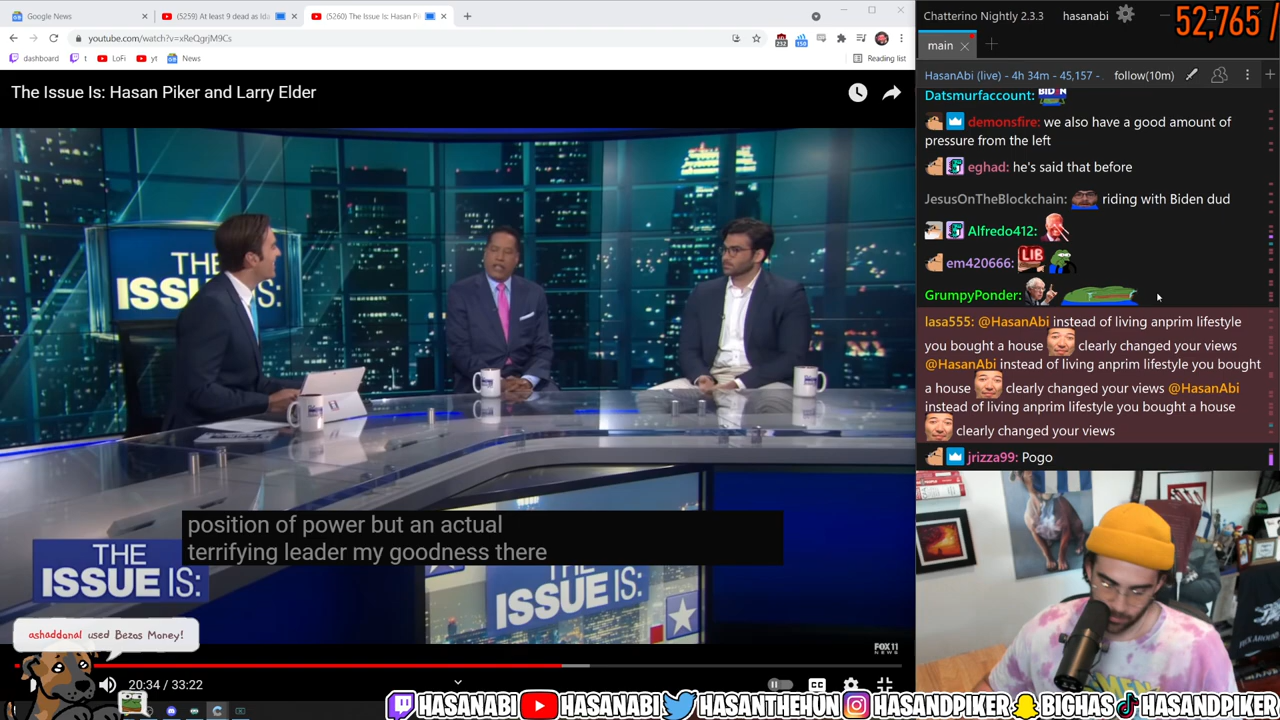 Google News
(5259) At least 9 dead as Ida
(5260) The Issue Is: Hasan Pi
youtube.com/watch?v=xReQgrjM9Cs
dashboard
t
LoFi
yt
News
Reading list
The Issue Is: Hasan Piker and Larry Elder
THE
ISSUE
IS:
position of power but an actual
terrifying leader my goodness there
THE
ISSUE IS:
THE
ISSUE IS:
FOX 11
NEWS
ashaddonal used Bezos Money!
20:34 / 33:22
Chatterino Nightly 2.3.3
hasanabi
52,765 /
main
HasanAbi (live) - 4h 34m - 45,157 -
follow(10m)
Datsmurfaccount:
BIDEN
demonsfire: we also have a good amount of
pressure from the left
eghad: he's said that before
JesusOnTheBlockchain: riding with Biden dud
Alfredo412:
em420666: LIB
GrumpyPonder:
lasa555: @HasanAbi instead of living anprim lifestyle
you bought a house clearly changed your views
@HasanAbi instead of living anprim lifestyle you bought
a house clearly changed your views @HasanAbi
instead of living anprim lifestyle you bought a house
clearly changed your views
jrizza99: Pogo
HASANABI
HASANABI
HASANTHEHUN
HASANDPIKER
BIGHAS
HASANDPIKER